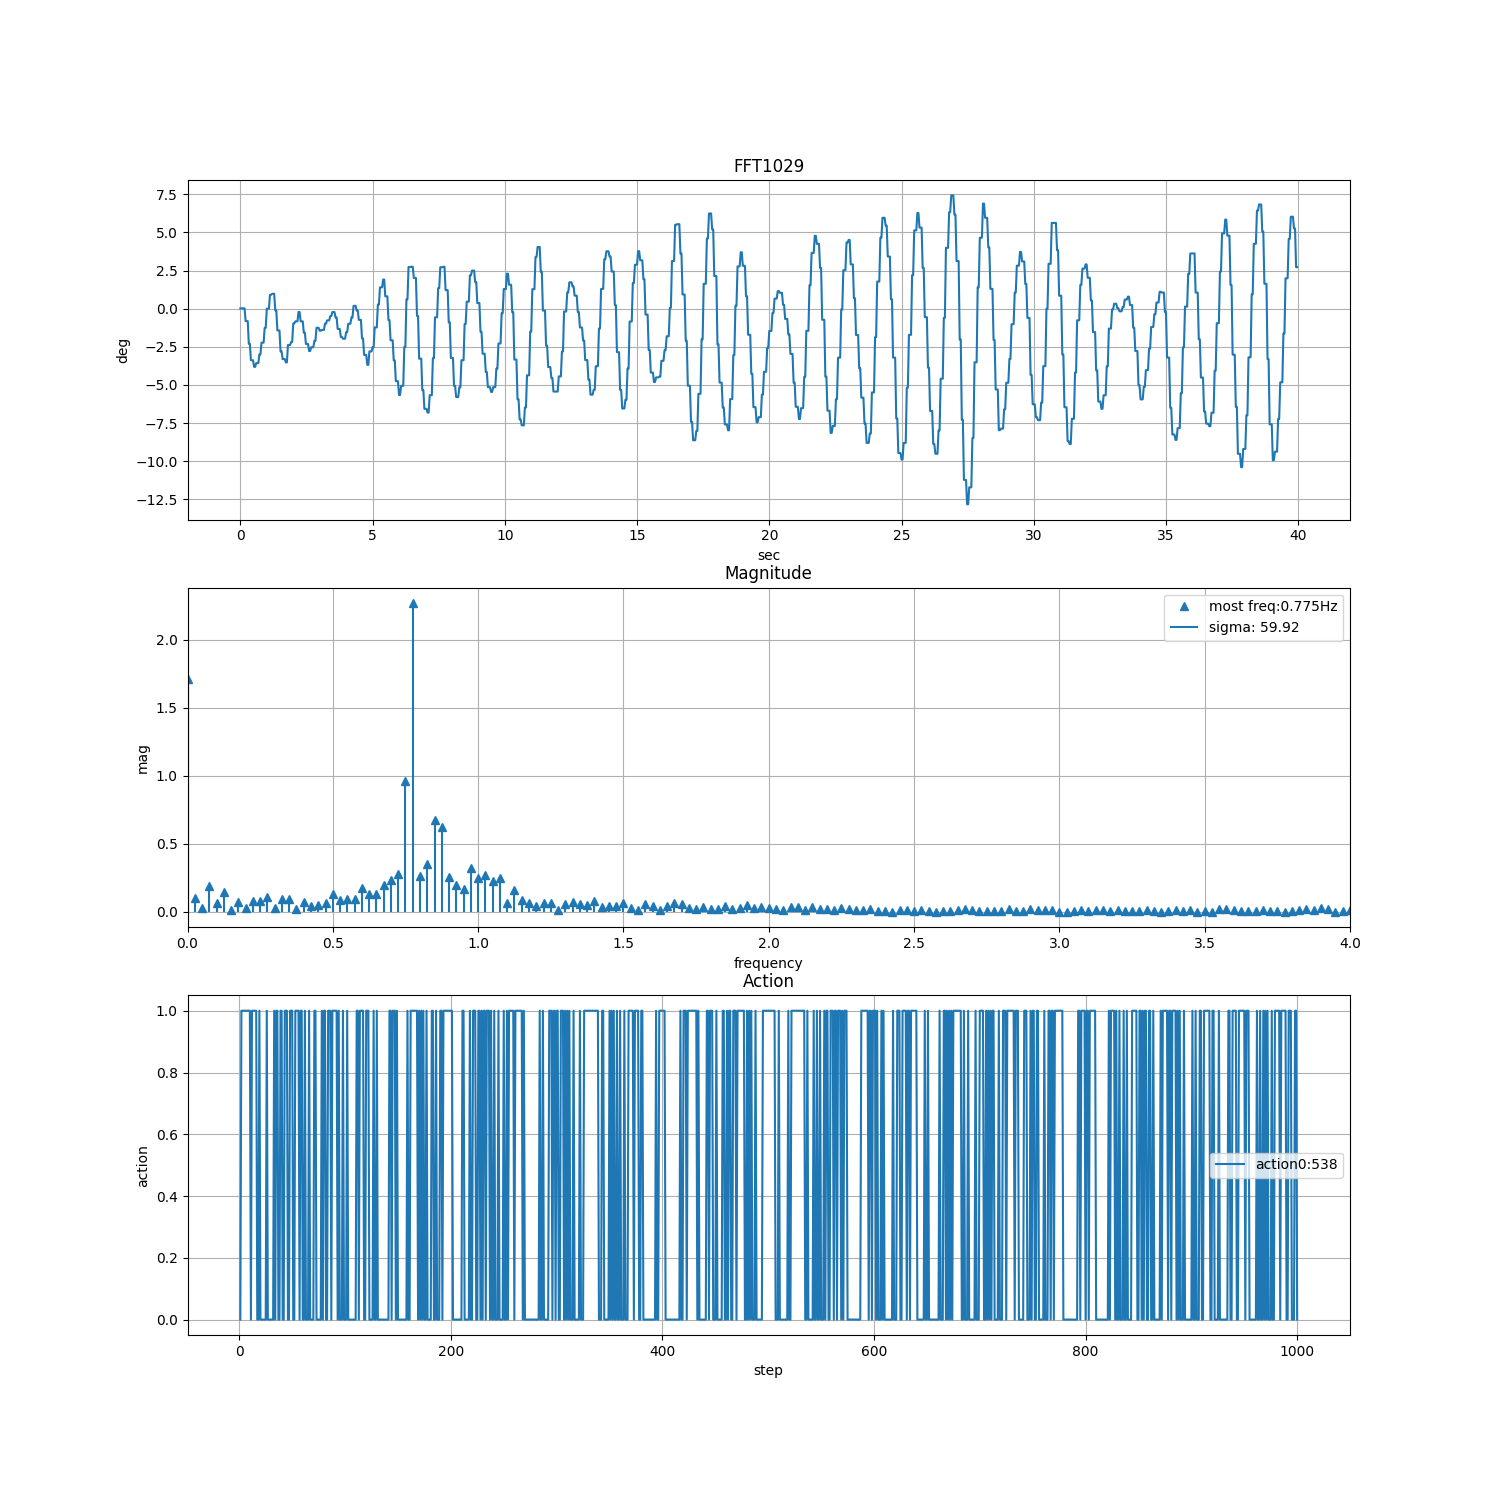 FFT1029
7.5
5.0
2.5
0.0
−2.5
−5.0
−7.5
−10.0
−12.5
deg
0 5 10 15 20 25 30 35 40
sec
Magnitude
most freq:0.775Hz
sigma: 59.92
2.0
1.5
1.0
0.5
0.0
mag
0.0 0.5 1.0 1.5 2.0 2.5 3.0 3.5 4.0
frequency
Action
1.0
0.8
0.6
0.4
0.2
0.0
action
action0:538
0 200 400 600 800 1000
step